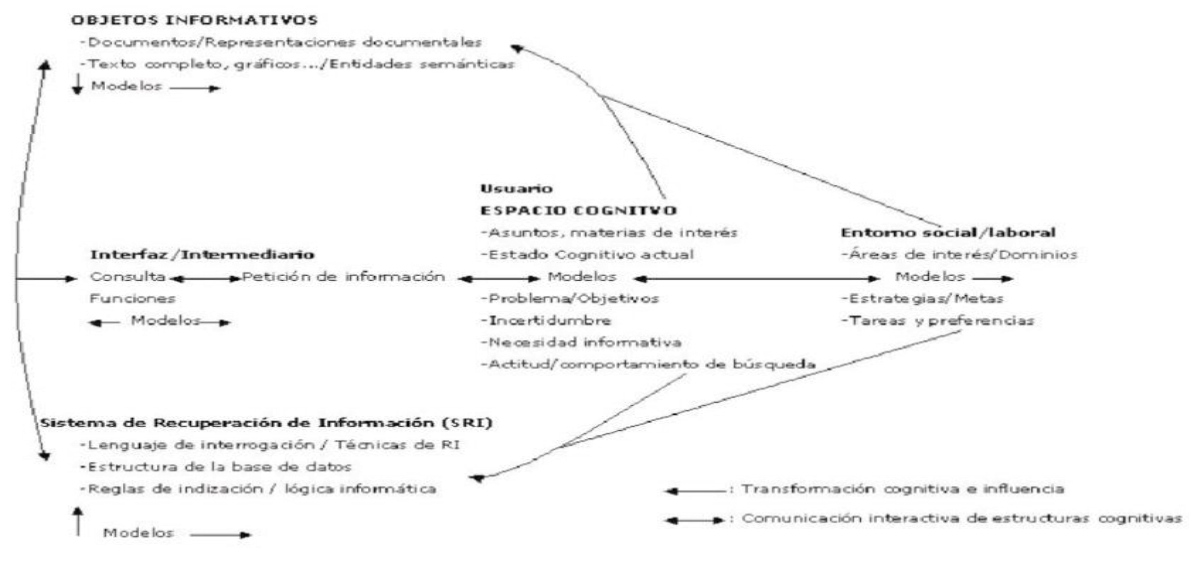 OBJETOS INFORMATIVOS
-Documentos/Representaciones documentales
-Texto completo, gráficos.../Entidades semánticas
Modelos
Usuario
ESPACIO COGNITVO
-Asuntos, materias de interés
-Estado Cognitivo actual
Modelos
-Problema/Objetivos
-Incertidumbre
-Necesidad informativa
-Actitud/comportamiento de búsqueda
Entorno social/laboral
-Áreas de interés/Dominios
Modelos
-Estrategias/Metas
-Tareas y preferencias
Interfaz/Intermediario
Consulta Petición de información
Funciones
Modelos
Sistema de Recuperación de Información (SRI)
-Lenguaje de interrogación / Técnicas de RI
-Estructura de la base de datos
-Reglas de indización / lógica informática
Modelos
: Transformación cognitiva e influencia
: Comunicación interactiva de estructuras cognitivas